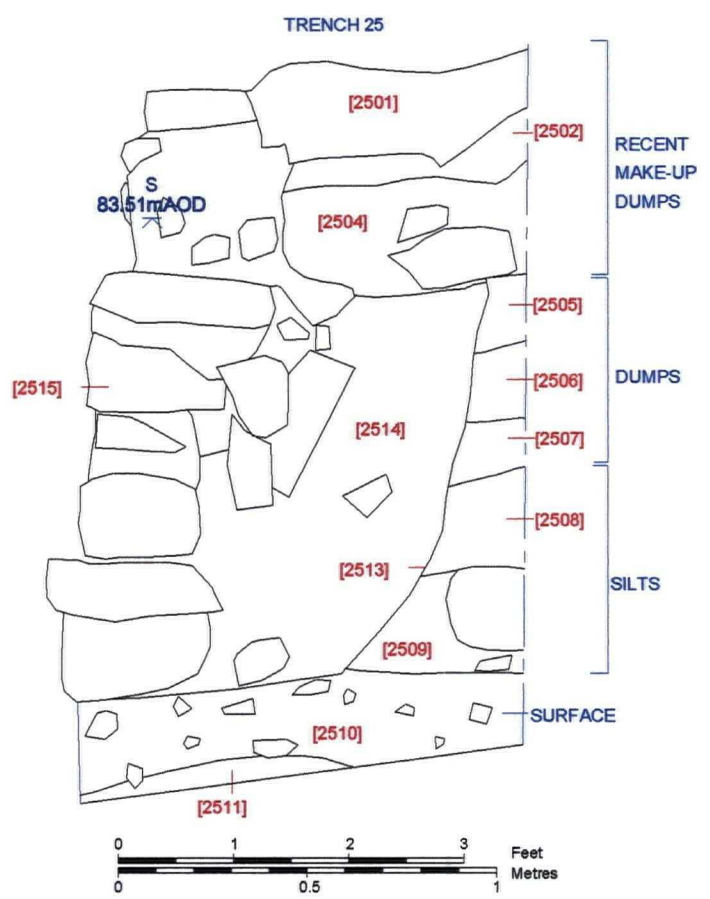 TRENCH 25
[2501]
[2502]
RECENT
MAKE-UP
DUMPS
S
83.51mAOD
[2504]
[2505]
[2515]
[2506]
DUMPS
[2514]
[2507]
[2508]
[2513]
SILTS
[2509]
SURFACE
[2510]
[2511]
0 1 2 3 Feet
0 0.5 1 Metres